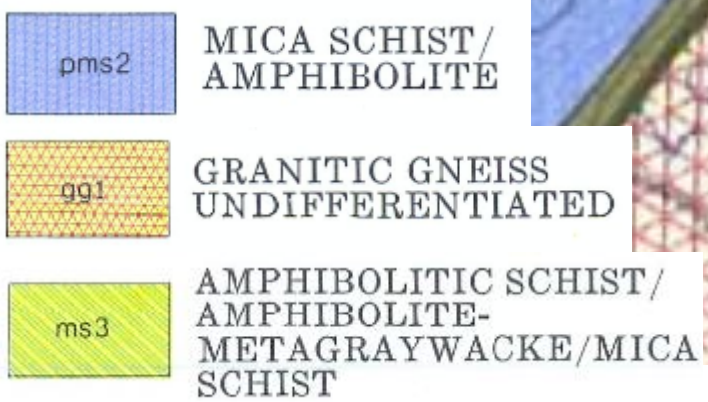 pms2
MICA SCHIST/
AMPHIBOLITE
gg1
GRANITIC GNEISS
UNDIFFERENTIATED
ms3
AMPHIBOLITIC SCHIST/
AMPHIBOLITE-
METAGRAYWACKE/MICA
SCHIST